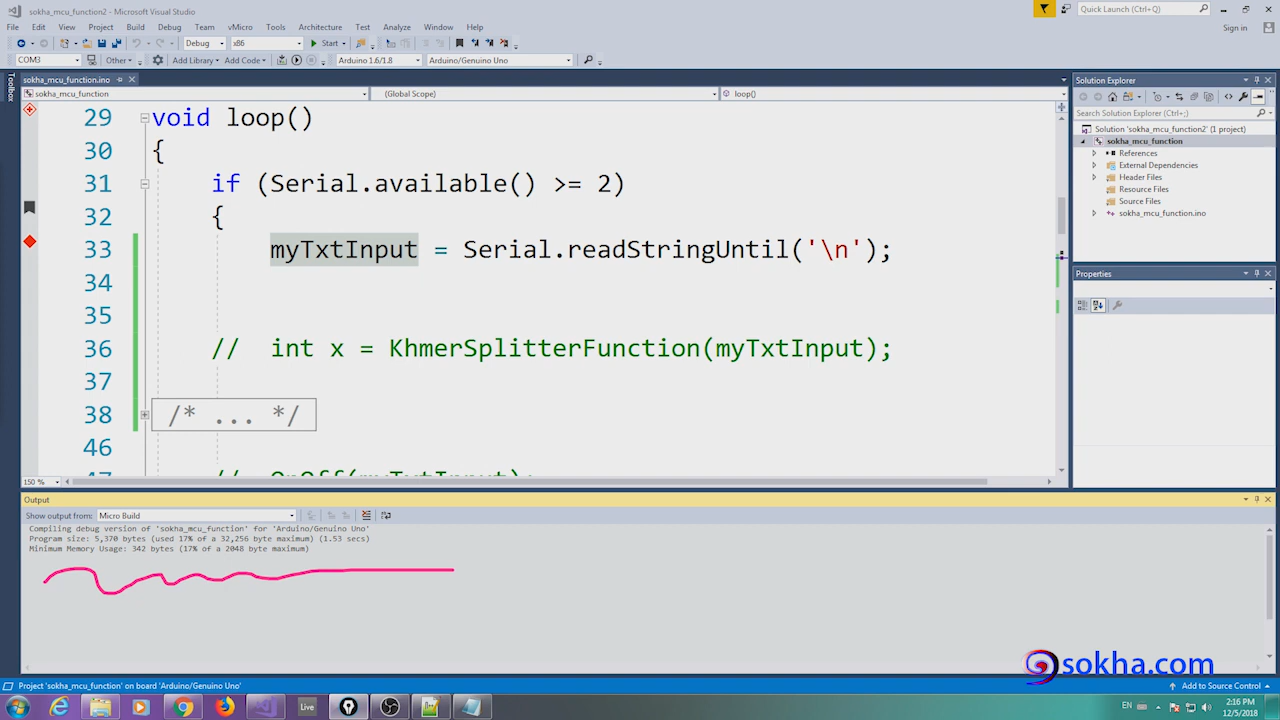 sokha_mcu_function2 - Microsoft Visual Studio
Quick Launch (Ctrl+Q)
File Edit View Project Build Debug Team vMicro Tools Architecture Test Analyze Window Help
Sign in
Debug x86 Start
COM3 Other Add Library Add Code Arduino 1.6/1.8 Arduino/Genuino Uno
Toolbox
sokha_mcu_function.ino
sokha_mcu_function (Global Scope) loop()
29 void loop()
30 {
31 if (Serial.available() >= 2)
32 {
33 myTxtInput = Serial.readStringUntil('\n');
34
35
36 // int x = KhmerSplitterFunction(myTxtInput);
37
38 /* ... */
46
47 // OnOff(myTxtInput);
150 %
Solution Explorer
Search Solution Explorer (Ctrl+;)
Solution 'sokha_mcu_function2' (1 project)
sokha_mcu_function
References
External Dependencies
Header Files
Resource Files
Source Files
sokha_mcu_function.ino
Properties
Output
Show output from: Micro Build
Compiling debug version of 'sokha_mcu_function' for 'Arduino/Genuino Uno'
Program size: 5,370 bytes (used 17% of a 32,256 byte maximum) (1.53 secs)
Minimum Memory Usage: 342 bytes (17% of a 2048 byte maximum)
sokha.com
Project 'sokha_mcu_function' on board 'Arduino/Genuino Uno'
Add to Source Control
Live
EN
2:16 PM
12/5/2018